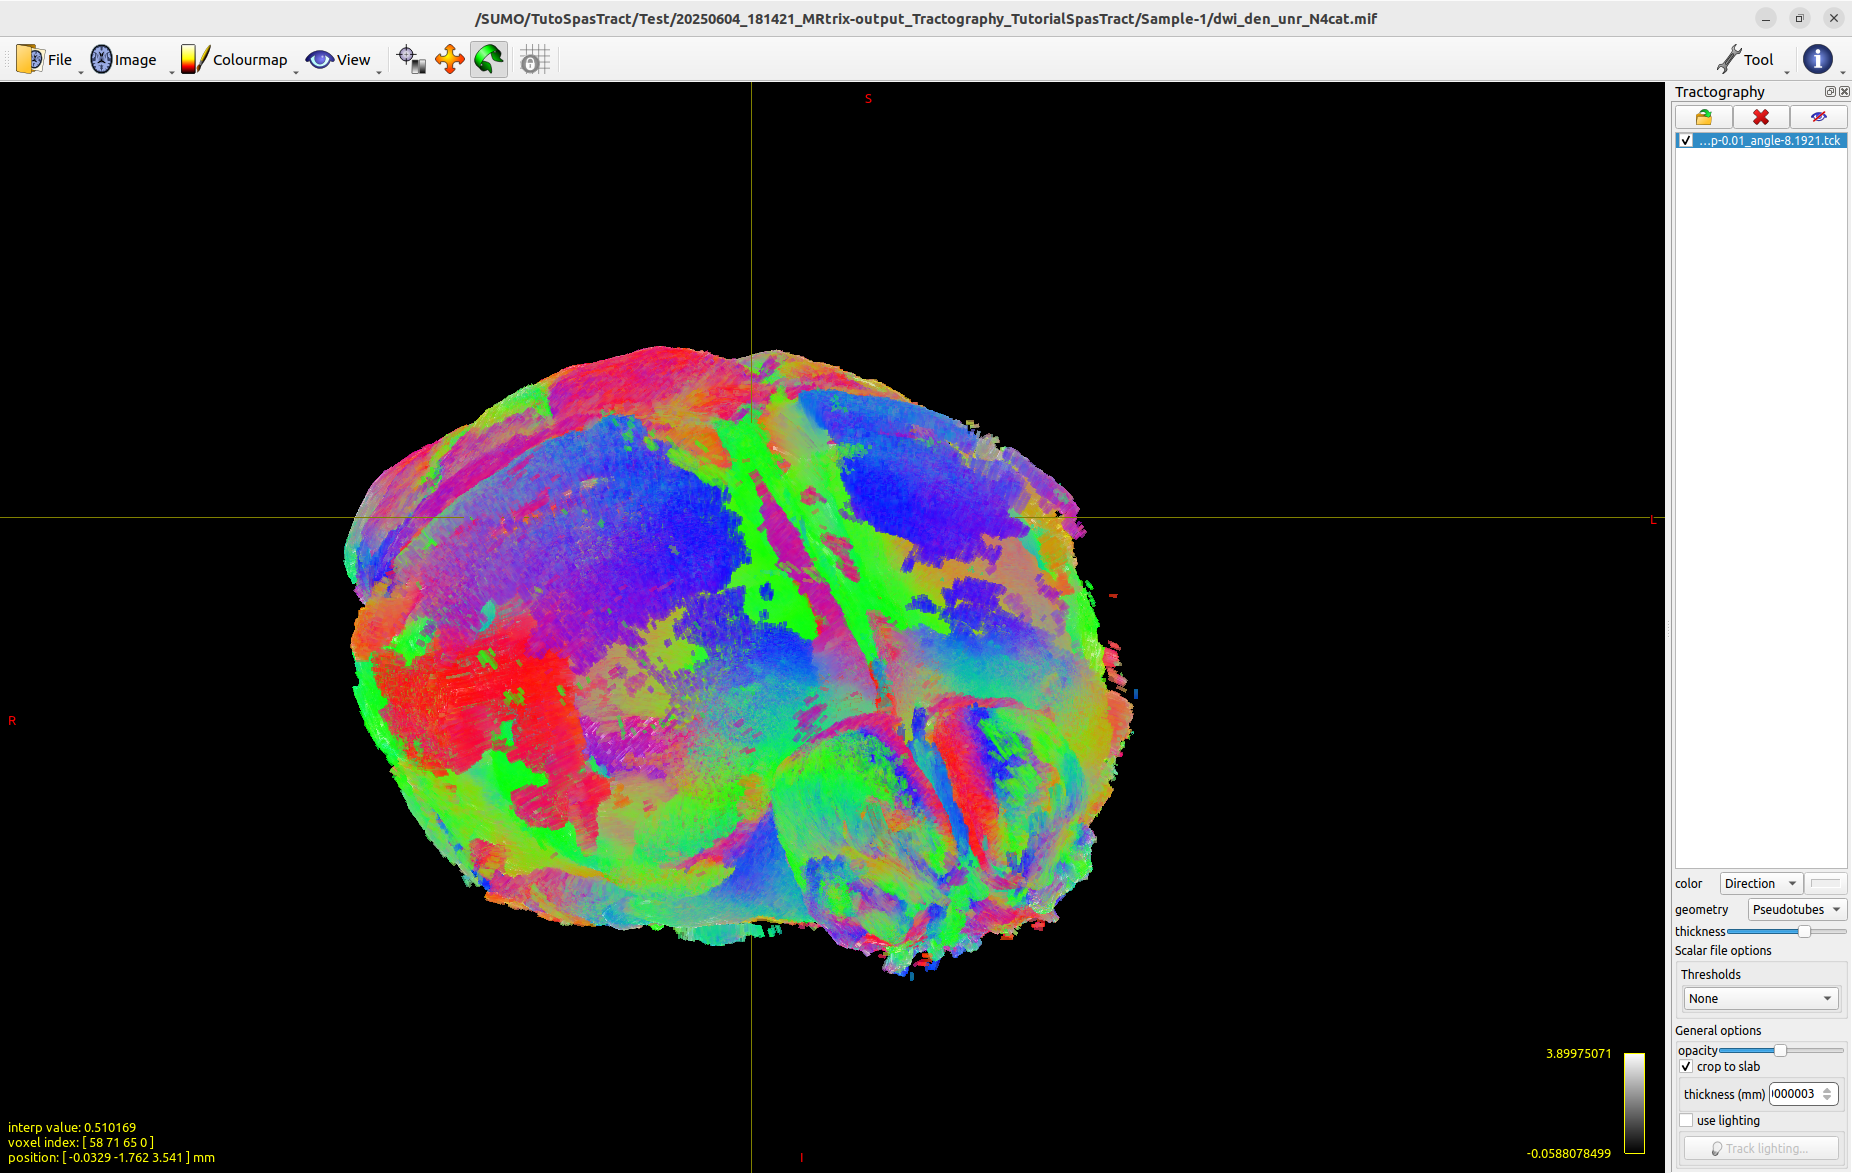 /SUMO/TutoSpasTract/Test/20250604_181421_MRtrix-output_Tractography_TutorialSpasTract/Sample-1/dwi_den_unr_N4cat.mif
File Image Colourmap View Tool
Tractography
...p-0.01_angle-8.1921.tck
S
L
R
I
color Direction
geometry Pseudotubes
thickness
Scalar file options
Thresholds
None
General options
opacity
crop to slab
thickness (mm) 000003
use lighting
Track lighting...
3.89975071
-0.0588078499
interp value: 0.510169
voxel index: [ 58 71 65 0 ]
position: [ -0.0329 -1.762 3.541 ] mm